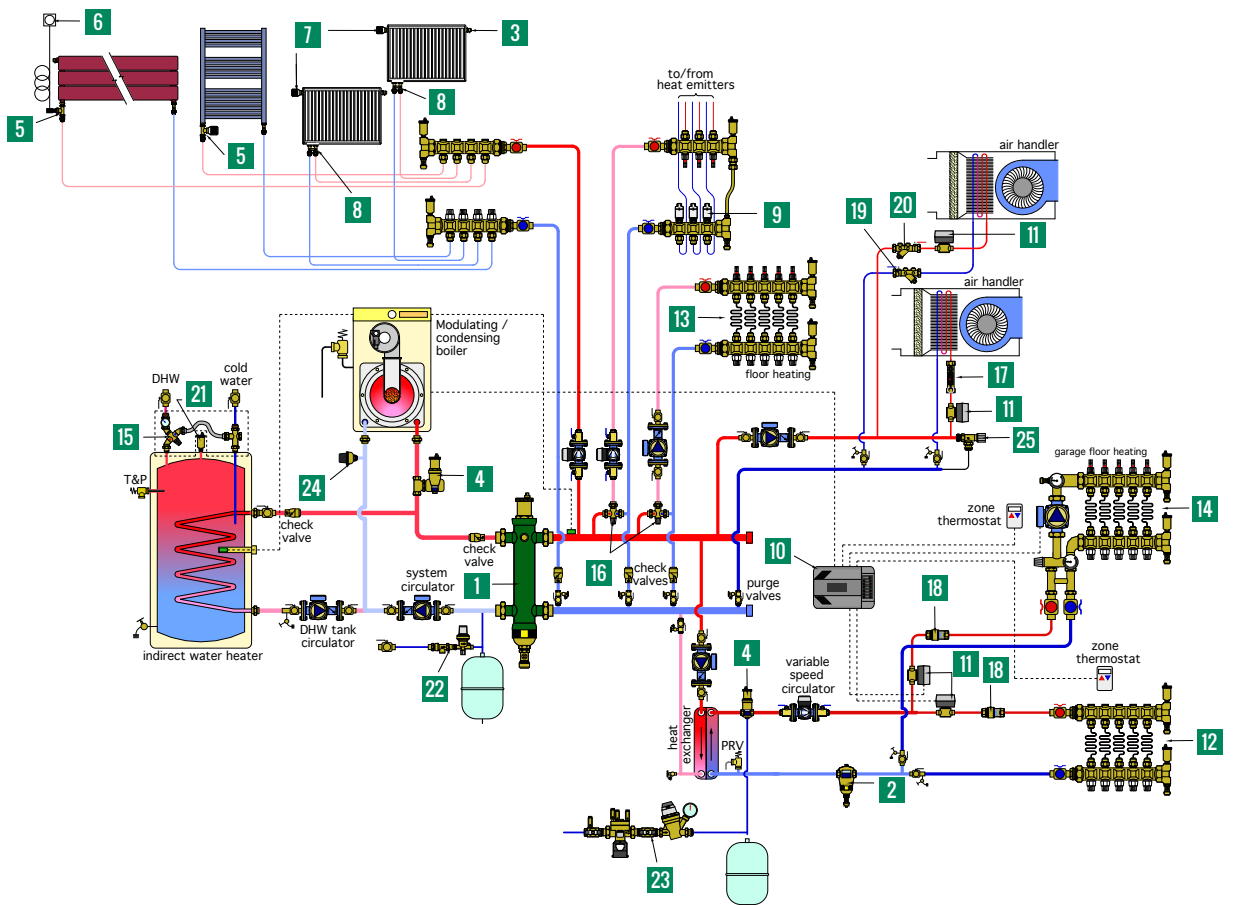 6
7
3
to/from
heat emitters
8
5
5
air handler
8
9
19
20
11
air handler
13
Modulating /
condensing
boiler
floor heating
17
DHW
21
cold
water
11
15
25
24
4
garage floor heating
T&P
zone
thermostat
14
check
valve
check
valve
10
16
check
valves
system
circulator
1
purge
valves
18
DHW tank
circulator
indirect water heater
zone
thermostat
22
4
variable
speed
circulator
11
18
heat
exchanger
PRV
12
2
23